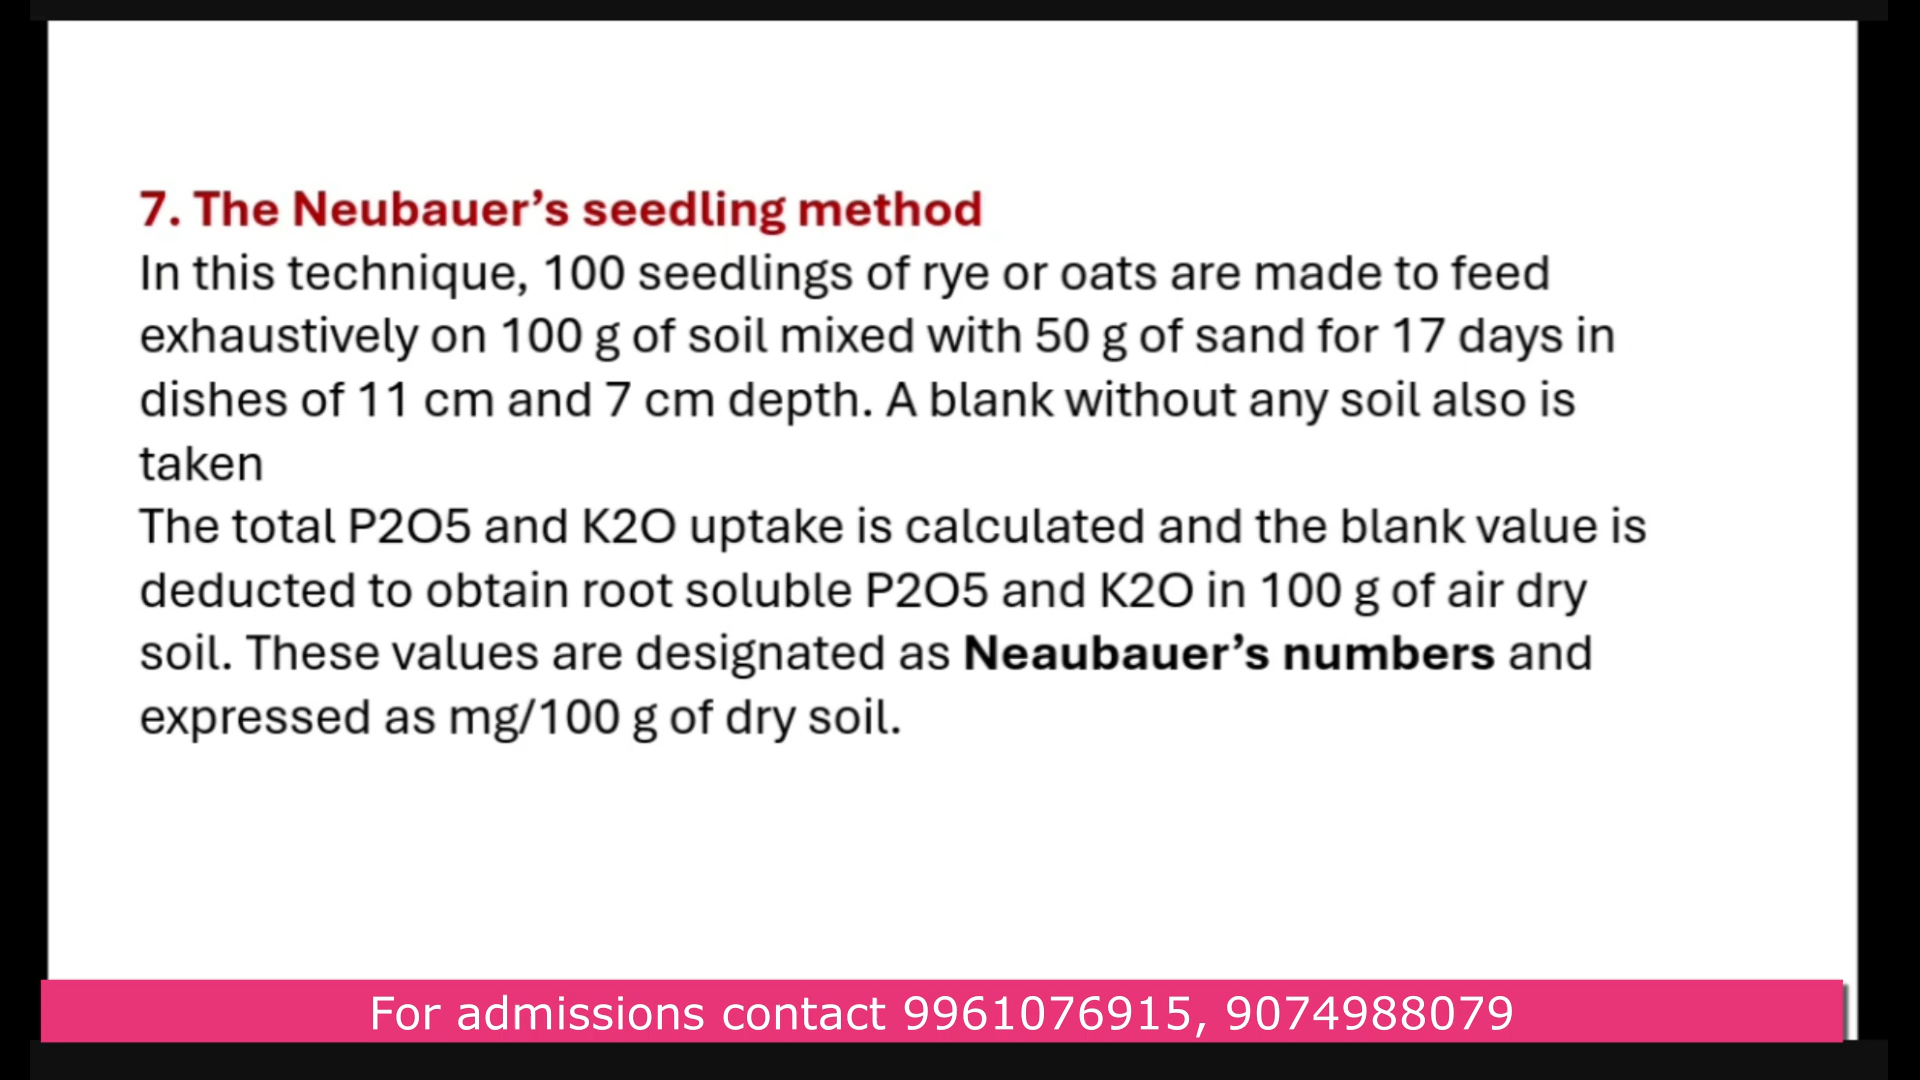 7. The Neubauer’s seedling method
In this technique, 100 seedlings of rye or oats are made to feed
exhaustively on 100 g of soil mixed with 50 g of sand for 17 days in
dishes of 11 cm and 7 cm depth. A blank without any soil also is
taken
The total P2O5 and K2O uptake is calculated and the blank value is
deducted to obtain root soluble P2O5 and K2O in 100 g of air dry
soil. These values are designated as Neaubauer’s numbers and
expressed as mg/100 g of dry soil.
For admissions contact 9961076915, 9074988079